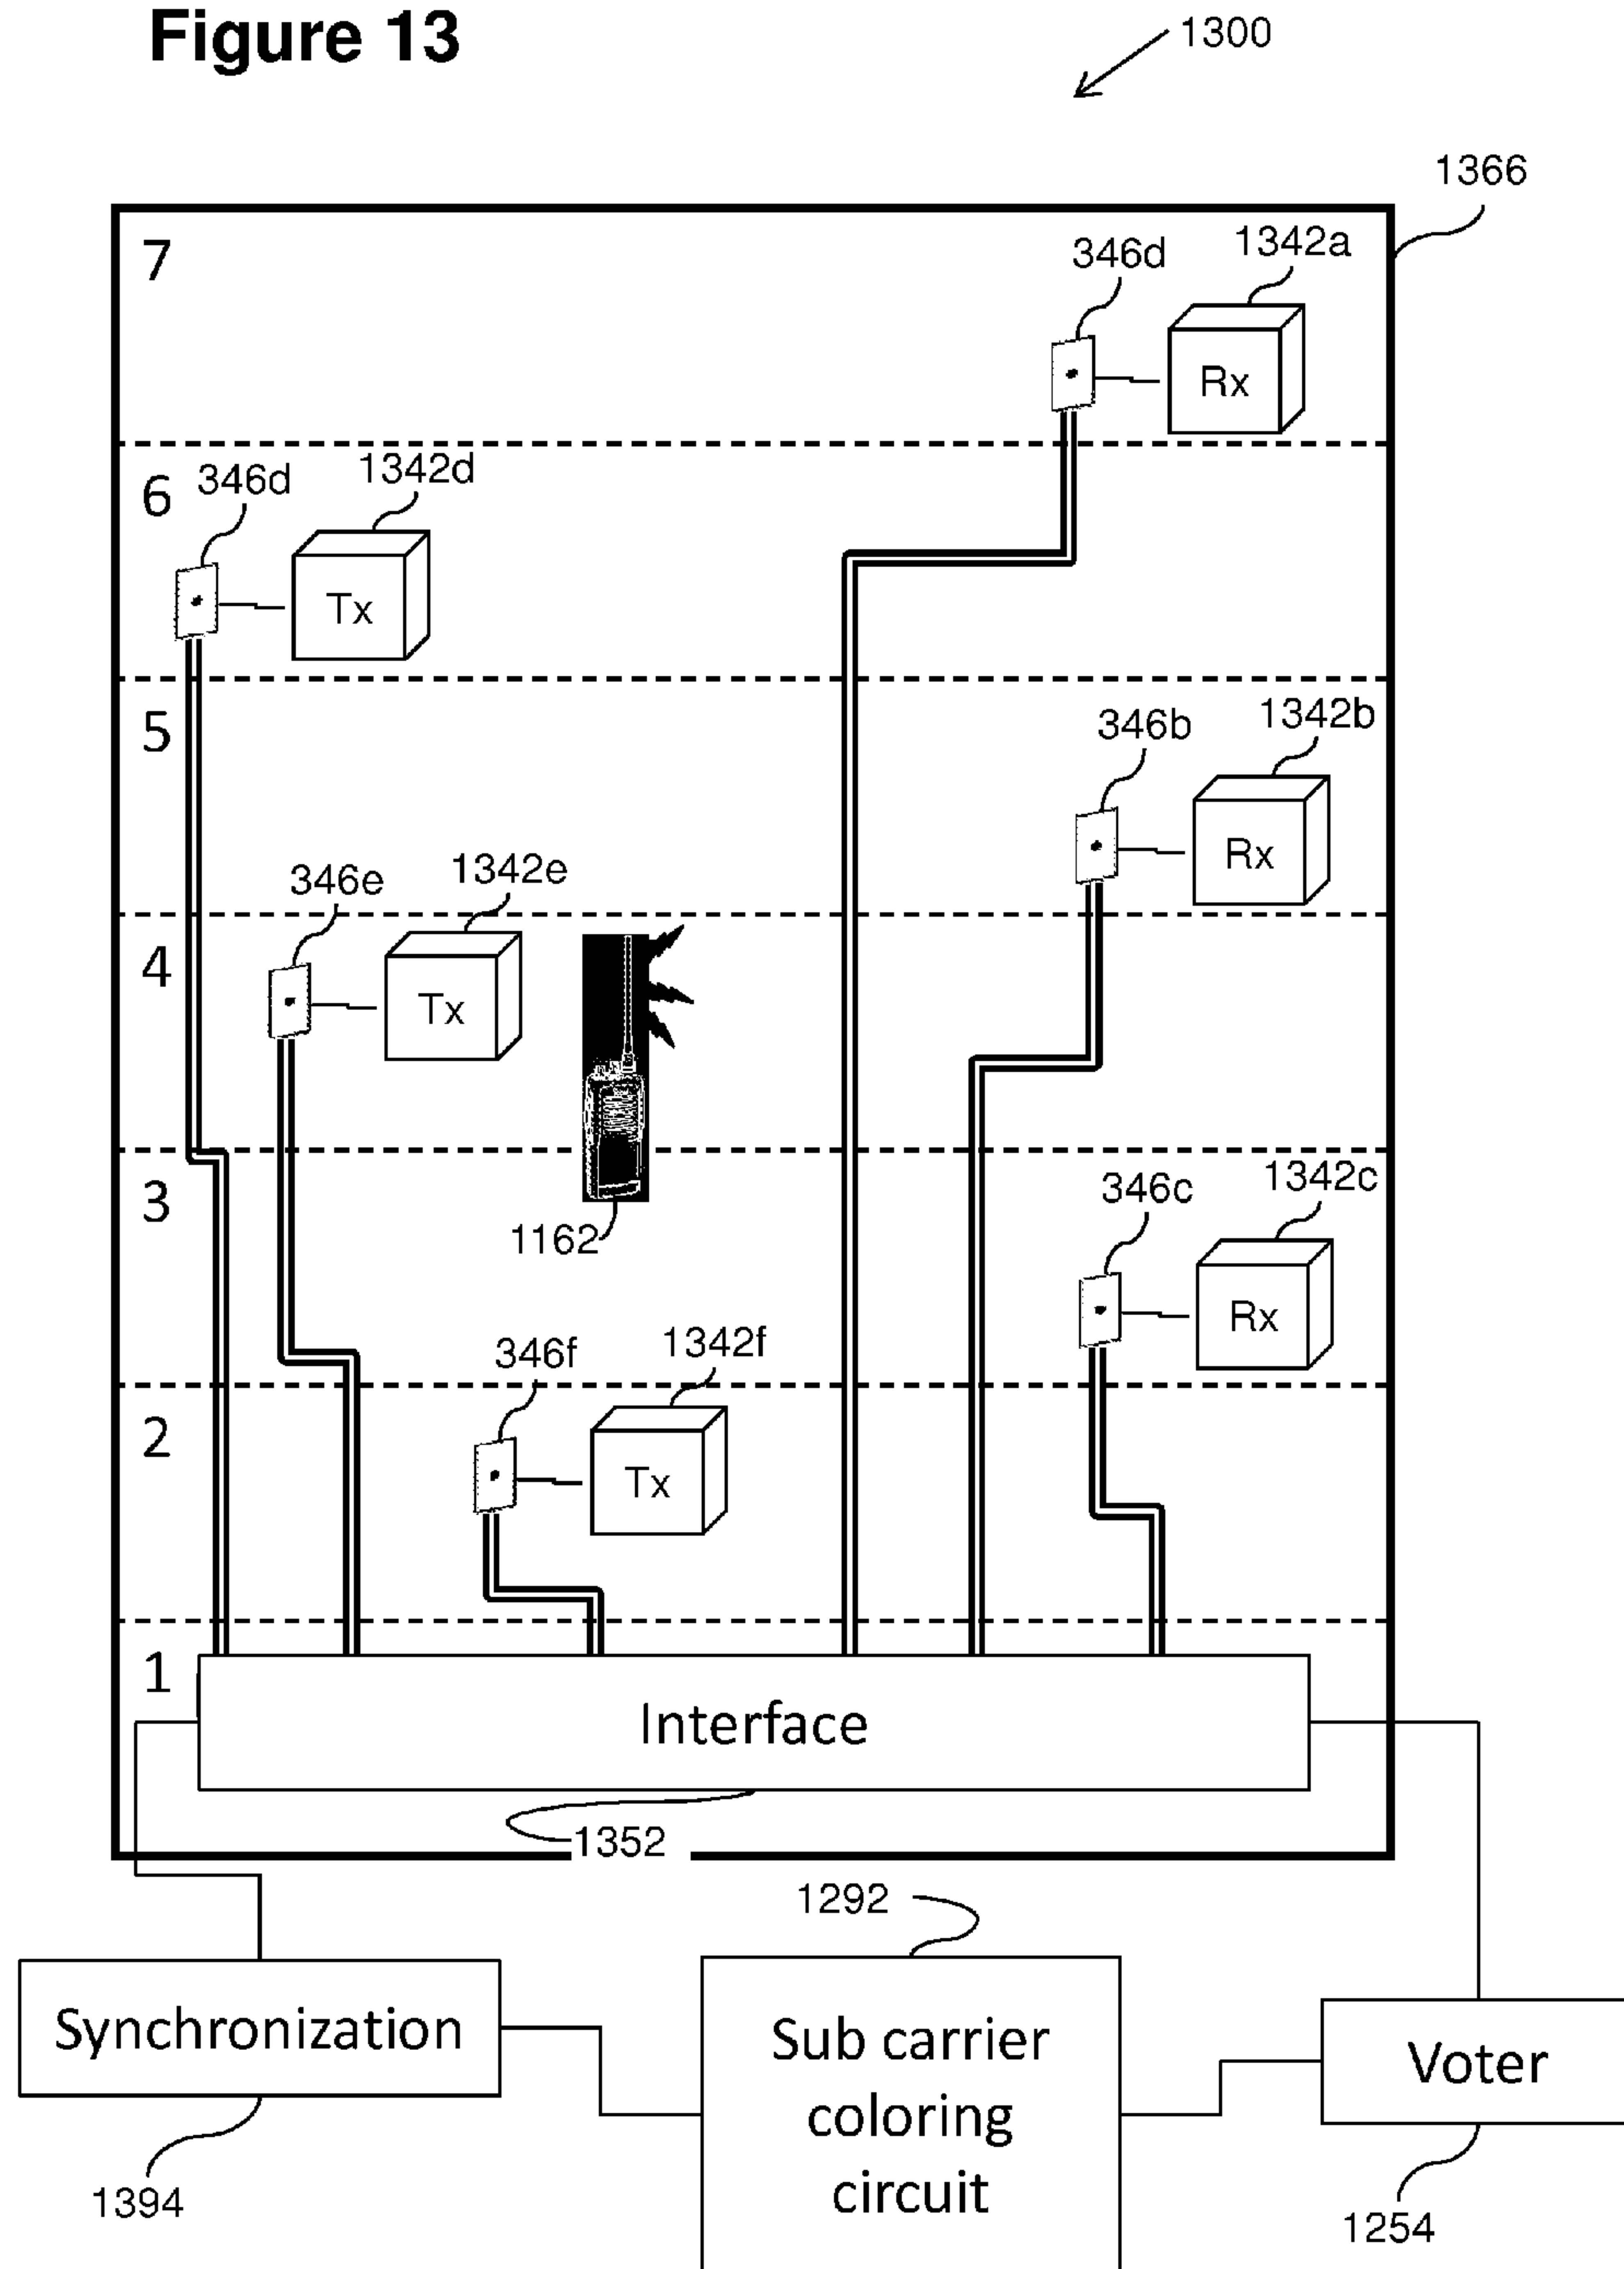 Figure 13
1300
1366
7
346d
1342a
Rx
6
346d
1342d
Tx
5
346b
1342b
Rx
346e
1342e
4
Tx
3
346c
1342c
1162
Rx
346f
1342f
2
Tx
1
Interface
1352
1292
Synchronization
Sub carrier
coloring
circuit
Voter
1394
1254